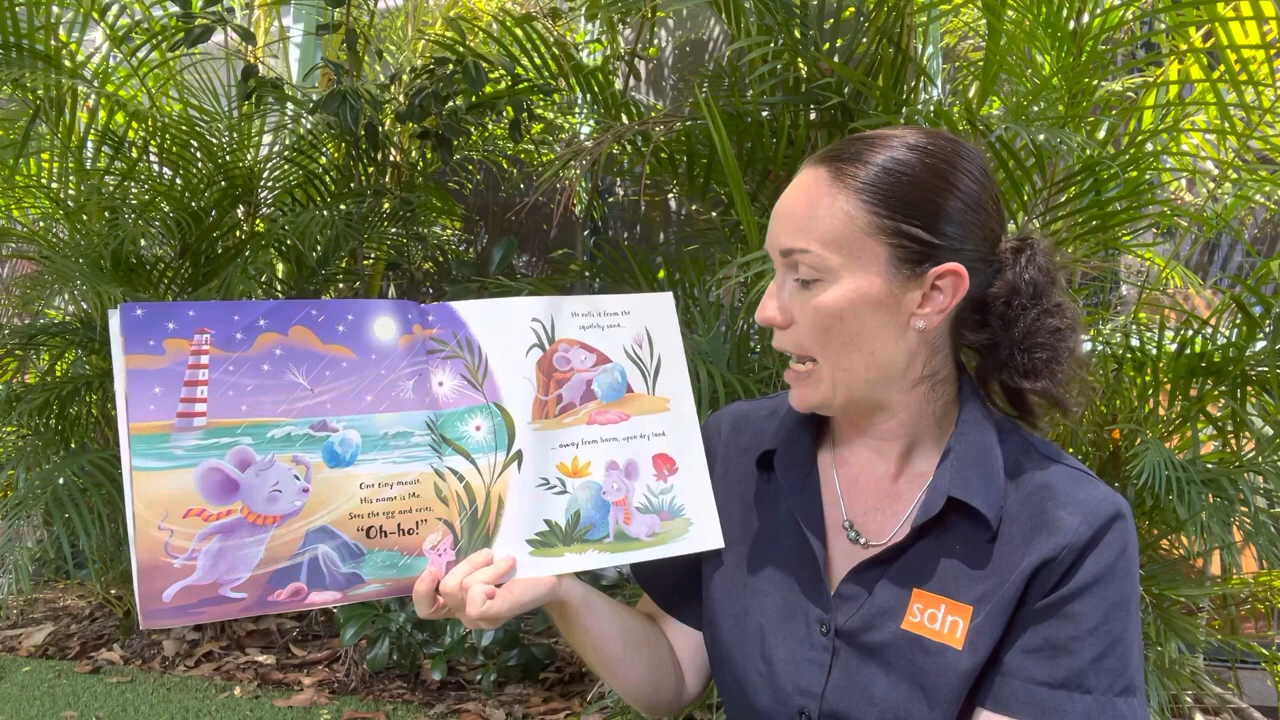 One tiny mouse.
His name is Mo.
Sees the egg and cries,
“Oh-ho!”
He rolls it from the
squelchy sand...
...away from harm, upon dry land.
sdn